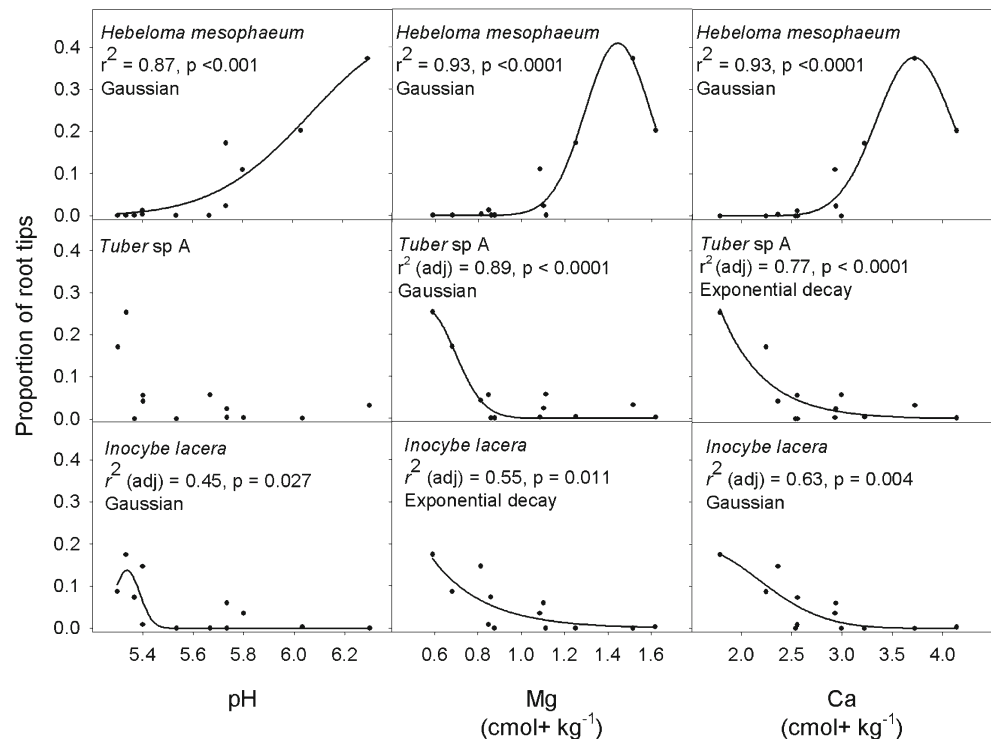 Proportion of root tips
0.4
0.3
0.2
0.1
0.0
Hebeloma mesophaeum
r² = 0.87, p <0.001
Gaussian
Hebeloma mesophaeum
r² = 0.93, p <0.0001
Gaussian
Hebeloma mesophaeum
r² = 0.93, p <0.0001
Gaussian
0.4
0.3
0.2
0.1
0.0
Tuber sp A
Tuber sp A
r² (adj) = 0.89, p < 0.0001
Gaussian
Tuber sp A
r² (adj) = 0.77, p < 0.0001
Exponential decay
0.4
0.3
0.2
0.1
0.0
Inocybe lacera
r² (adj) = 0.45, p = 0.027
Gaussian
Inocybe lacera
r² (adj) = 0.55, p = 0.011
Exponential decay
Inocybe lacera
r² (adj) = 0.63, p = 0.004
Gaussian
5.4 5.6 5.8 6.0 6.2
0.6 0.8 1.0 1.2 1.4 1.6
2.0 2.5 3.0 3.5 4.0
pH
Mg
(cmol+ kg⁻¹)
Ca
(cmol+ kg⁻¹)